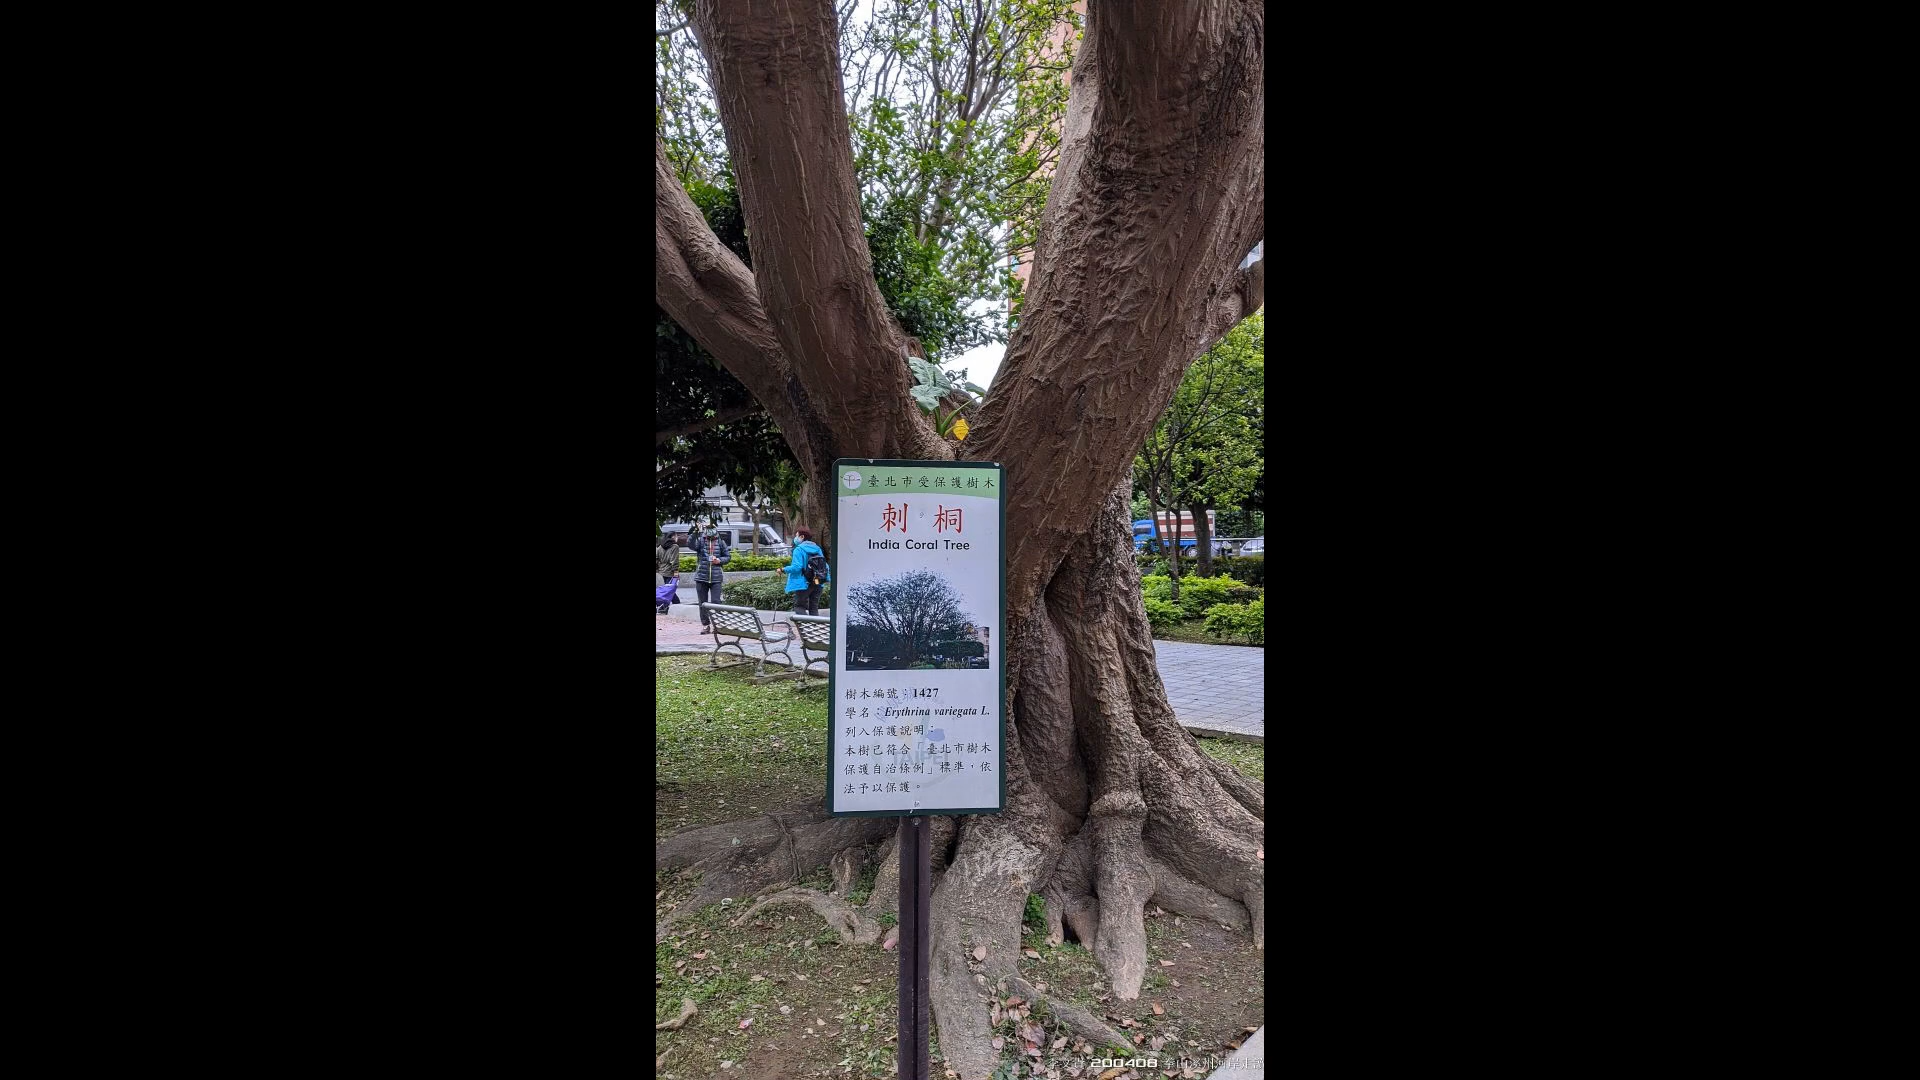 臺北市受保護樹木
刺桐
India Coral Tree
樹木編號：1427
學名：Erythrina variegata L.
列入保護說明：
本樹已符合「臺北市樹木
保護自治條例」標準，依
法予以保護。
TAIPEI
200408